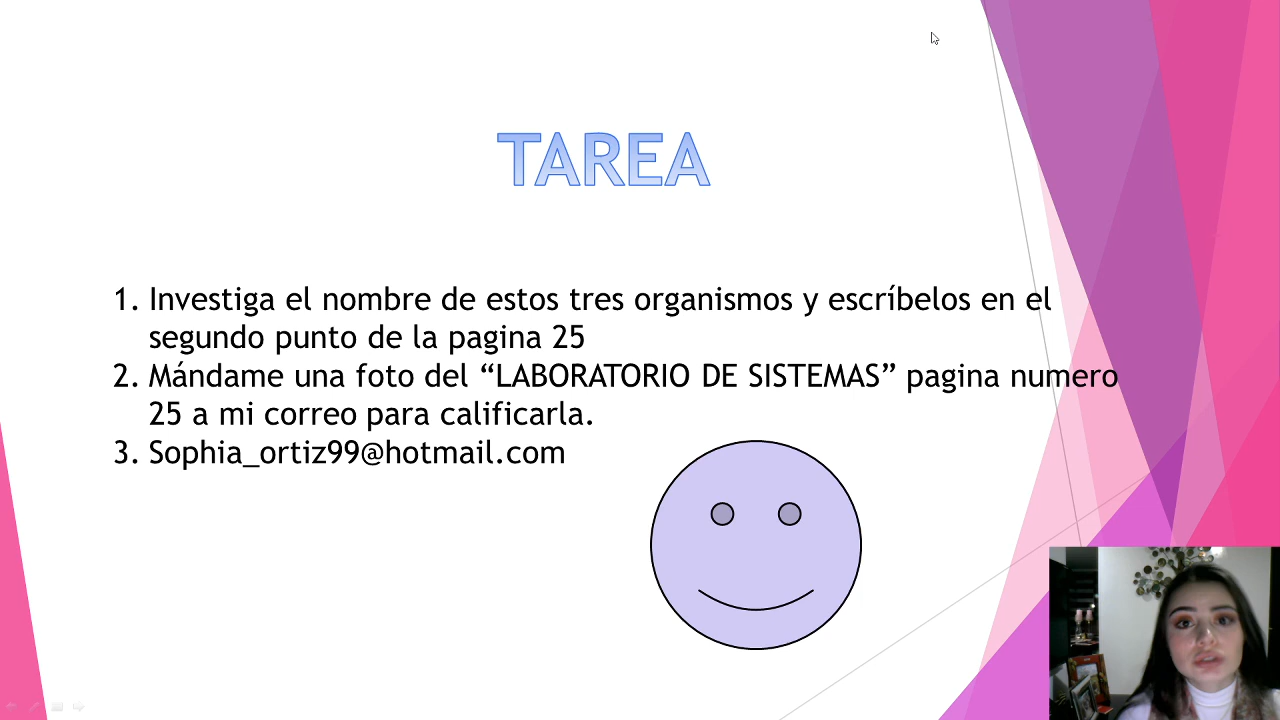 TAREA
1. Investiga el nombre de estos tres organismos y escríbelos en el
segundo punto de la pagina 25
2. Mándame una foto del “LABORATORIO DE SISTEMAS” pagina numero
25 a mi correo para calificarla.
3. Sophia_ortiz99@hotmail.com